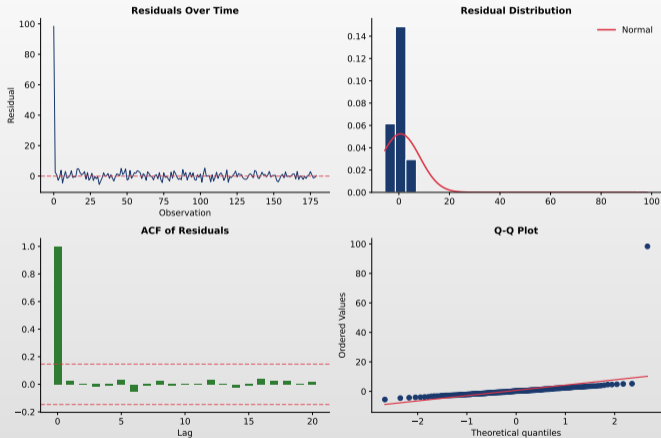 Residuals Over Time
100
80
60
40
20
0
Residual
0 25 50 75 100 125 150 175
Observation
Residual Distribution
Normal
0.14
0.12
0.10
0.08
0.06
0.04
0.02
0.00
0 20 40 60 80 100
ACF of Residuals
1.0
0.8
0.6
0.4
0.2
0.0
−0.2
0 5 10 15 20
Lag
Q-Q Plot
100
80
60
40
20
0
Ordered Values
−2 −1 0 1 2
Theoretical quantiles